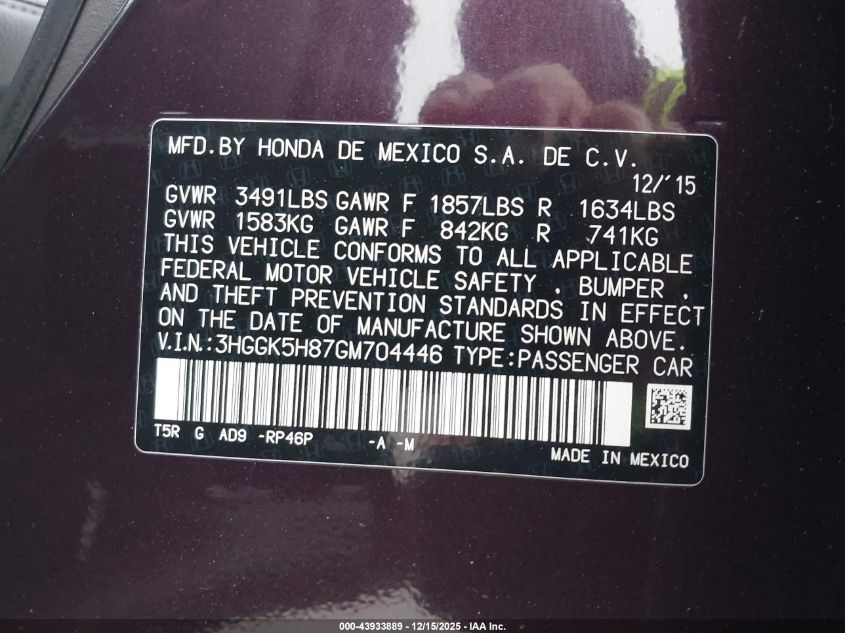 MFD.BY HONDA DE MEXICO S.A. DE C.V.
12/'15
GVWR 3491LBS GAWR F 1857LBS R 1634LBS
GVWR 1583KG GAWR F 842KG R 741KG
THIS VEHICLE CONFORMS TO ALL APPLICABLE
FEDERAL MOTOR VEHICLE SAFETY , BUMPER ,
AND THEFT PREVENTION STANDARDS IN EFFECT
ON THE DATE OF MANUFACTURE SHOWN ABOVE.
V.I.N.:3HGGK5H87GM704446 TYPE:PASSENGER CAR
T5R G AD9 -RP46P -A -M
MADE IN MEXICO
000-43933889 - 12/15/2025 - IAA Inc.